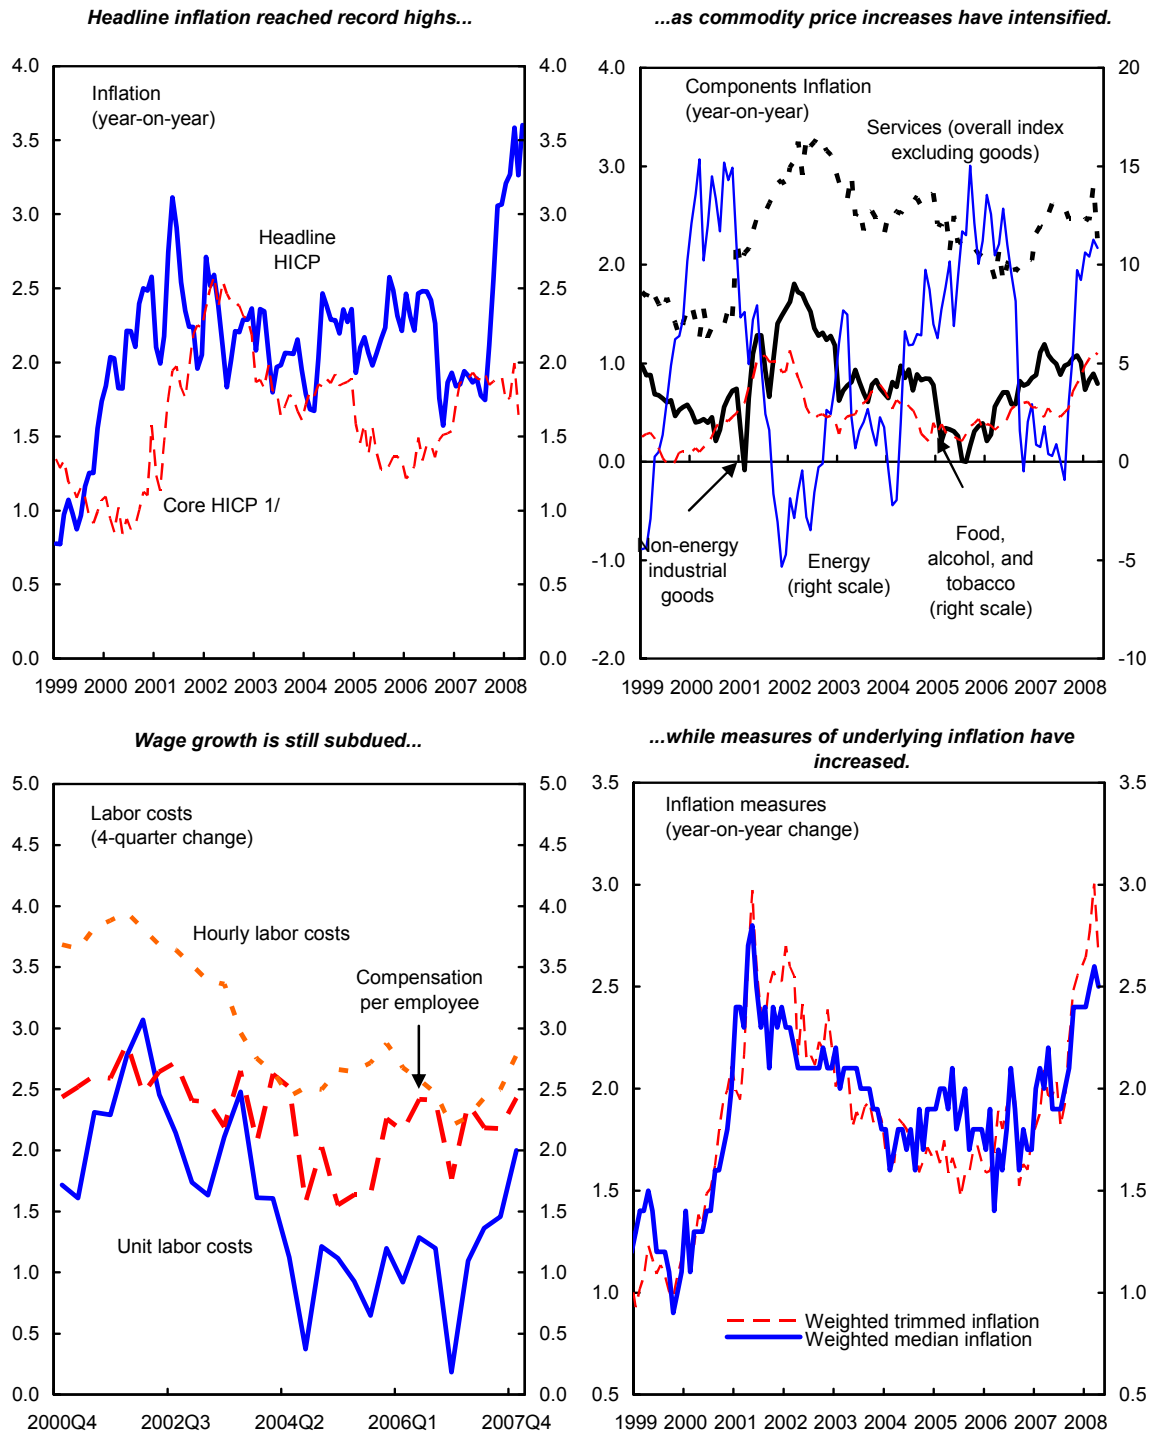 Headline inflation reached record highs...
4.0
4.0
Inflation
(year-on-year)
3.5
3.5
3.0
3.0
Headline
HICP
2.5
2.5
2.0
2.0
1.5
1.5
Core HICP 1/
1.0
1.0
0.5
0.5
0.0
0.0
1999 2000 2001 2002 2003 2004 2005 2006 2007 2008
...as commodity price increases have intensified.
4.0
20
Components Inflation
(year-on-year)
Services (overall index
excluding goods)
3.0
15
2.0
10
1.0
5
0.0
0
Non-energy
industrial
goods
Energy
(right scale)
Food,
alcohol, and
tobacco
(right scale)
-1.0
-5
-2.0
-10
1999 2000 2001 2002 2003 2004 2005 2006 2007 2008
Wage growth is still subdued...
5.0
5.0
Labor costs
(4-quarter change)
4.5
4.5
4.0
4.0
Hourly labor costs
3.5
3.5
Compensation
per employee
3.0
3.0
2.5
2.5
2.0
2.0
1.5
1.5
Unit labor costs
1.0
1.0
0.5
0.5
0.0
0.0
2000Q4 2002Q3 2004Q2 2006Q1 2007Q4
...while measures of underlying inflation have
increased.
3.5
3.5
Inflation measures
(year-on-year change)
3.0
3.0
2.5
2.5
2.0
2.0
1.5
1.5
1.0
1.0
Weighted trimmed inflation
Weighted median inflation
0.5
0.5
1999 2000 2001 2002 2003 2004 2005 2006 2007 2008